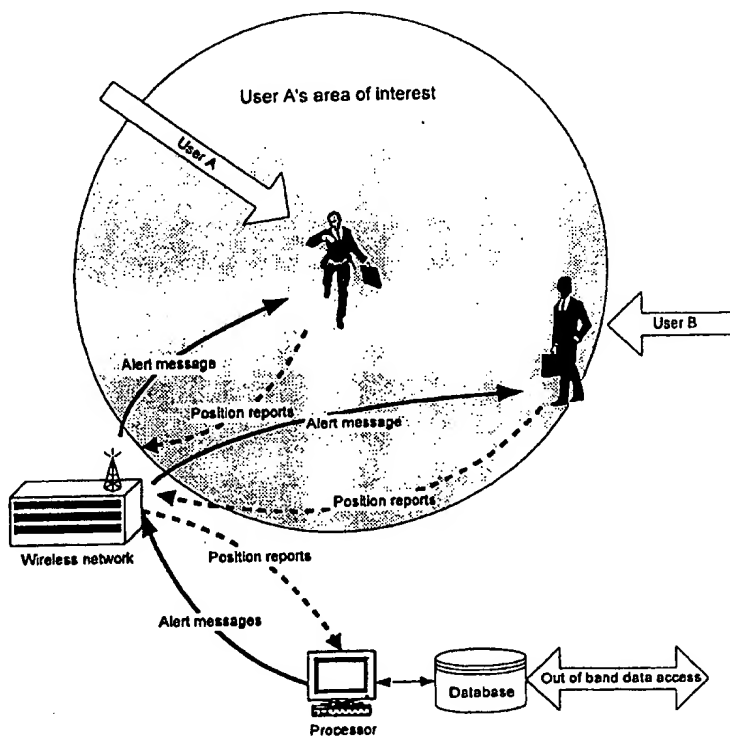 User A's area of interest
User A
User B
Alert message
Position reports
Alert message
Position reports
Wireless network
Position reports
Alert messages
Processor
Database
Out of band data access